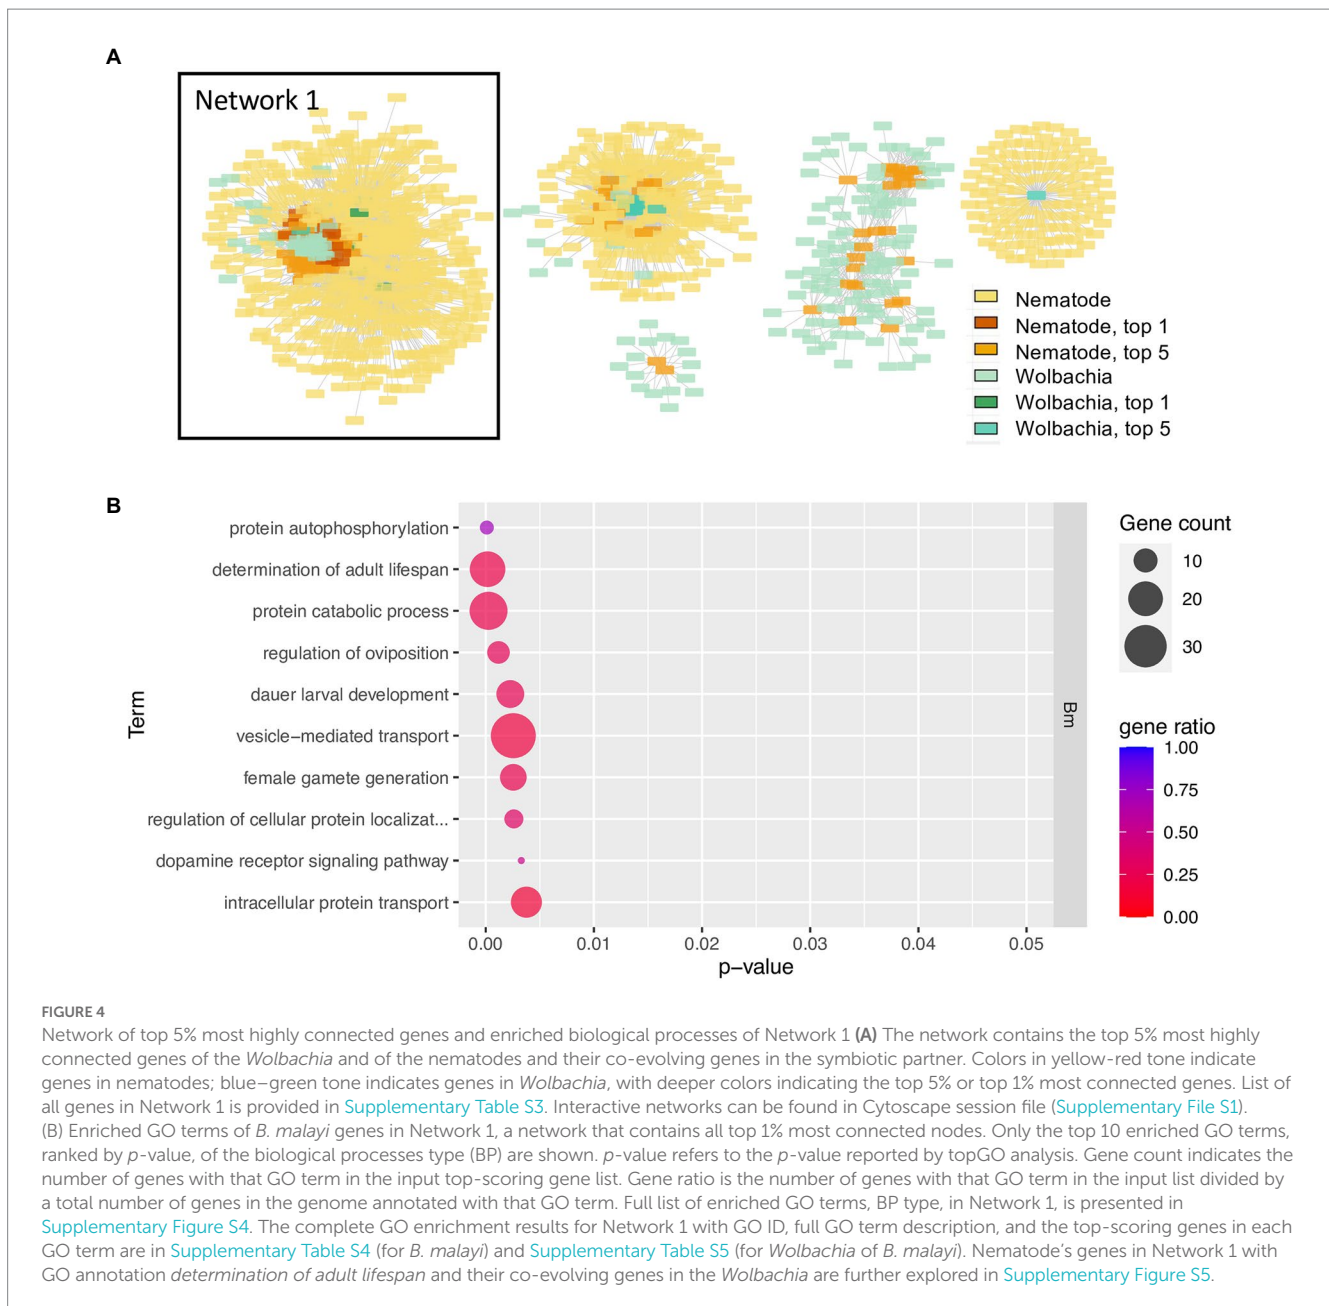 A
Network 1
Nematode
Nematode, top 1
Nematode, top 5
Wolbachia
Wolbachia, top 1
Wolbachia, top 5
B
Term
protein autophosphorylation
determination of adult lifespan
protein catabolic process
regulation of oviposition
dauer larval development
vesicle−mediated transport
female gamete generation
regulation of cellular protein localizat...
dopamine receptor signaling pathway
intracellular protein transport
0.00 0.01 0.02 0.03 0.04 0.05
p−value
Bm
Gene count
10
20
30
gene ratio
1.00
0.75
0.50
0.25
0.00
FIGURE 4
Network of top 5% most highly connected genes and enriched biological processes of Network 1 (A) The network contains the top 5% most highly
connected genes of the Wolbachia and of the nematodes and their co-evolving genes in the symbiotic partner. Colors in yellow-red tone indicate
genes in nematodes; blue–green tone indicates genes in Wolbachia, with deeper colors indicating the top 5% or top 1% most connected genes. List of
all genes in Network 1 is provided in Supplementary Table S3. Interactive networks can be found in Cytoscape session file (Supplementary File S1).
(B) Enriched GO terms of B. malayi genes in Network 1, a network that contains all top 1% most connected nodes. Only the top 10 enriched GO terms,
ranked by p-value, of the biological processes type (BP) are shown. p-value refers to the p-value reported by topGO analysis. Gene count indicates the
number of genes with that GO term in the input top-scoring gene list. Gene ratio is the number of genes with that GO term in the input list divided by
a total number of genes in the genome annotated with that GO term. Full list of enriched GO terms, BP type, in Network 1, is presented in
Supplementary Figure S4. The complete GO enrichment results for Network 1 with GO ID, full GO term description, and the top-scoring genes in each
GO term are in Supplementary Table S4 (for B. malayi) and Supplementary Table S5 (for Wolbachia of B. malayi). Nematode's genes in Network 1 with
GO annotation determination of adult lifespan and their co-evolving genes in the Wolbachia are further explored in Supplementary Figure S5.